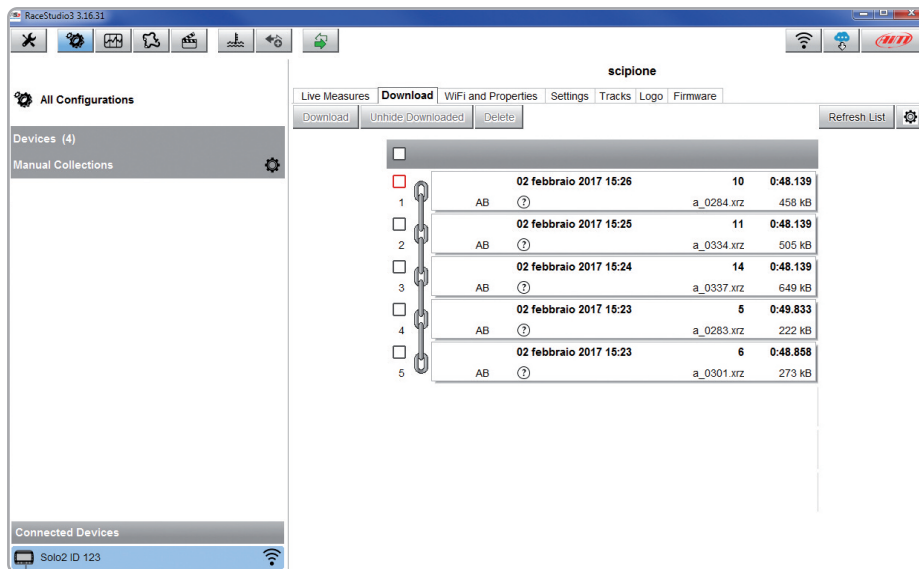 RaceStudio3 3.16.31
AiM
scipione
All Configurations
Live Measures Download WiFi and Properties Settings Tracks Logo Firmware
Download Unhide Downloaded Delete Refresh List
Devices (4)
Manual Collections
02 febbraio 2017 15:26 10 0:48.139
1 AB ? a_0284.xrz 458 kB
02 febbraio 2017 15:25 11 0:48.139
2 AB ? a_0334.xrz 505 kB
02 febbraio 2017 15:24 14 0:48.139
3 AB ? a_0337.xrz 649 kB
02 febbraio 2017 15:23 5 0:49.833
4 AB ? a_0283.xrz 222 kB
02 febbraio 2017 15:23 6 0:48.858
5 AB ? a_0301.xrz 273 kB
Connected Devices
Solo2 ID 123